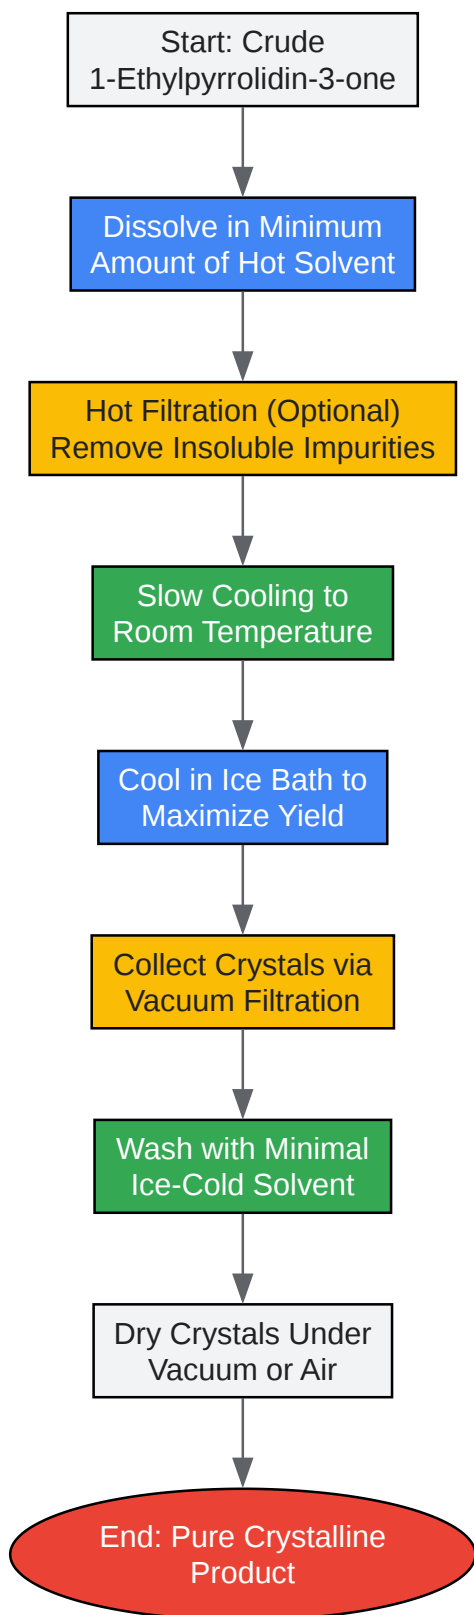 Start: Crude
1-Ethylpyrrolidin-3-one
Dissolve in Minimum
Amount of Hot Solvent
Hot Filtration (Optional)
Remove Insoluble Impurities
Slow Cooling to
Room Temperature
Cool in Ice Bath to
Maximize Yield
Collect Crystals via
Vacuum Filtration
Wash with Minimal
Ice-Cold Solvent
Dry Crystals Under
Vacuum or Air
End: Pure Crystalline
Product